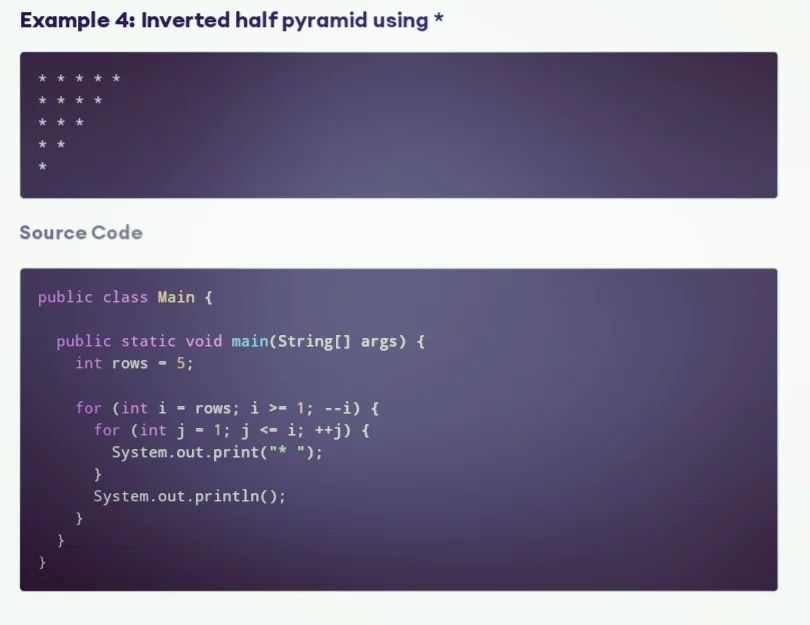 Example 4: Inverted half pyramid using *
* * * * *
* * * *
* * *
* *
*
Source Code
public class Main {
  public static void main(String[] args) {
    int rows = 5;
    for (int i = rows; i >= 1; --i) {
      for (int j = 1; j <= i; ++j) {
        System.out.print("* ");
      }
      System.out.println();
    }
  }
}